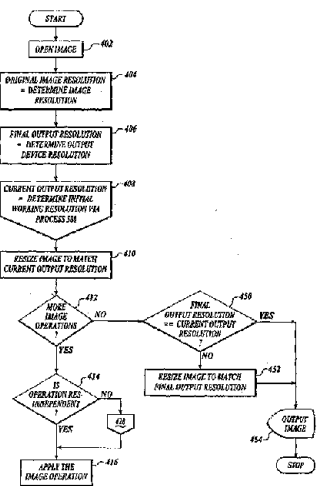 START
OPEN IMAGE
402
404
ORIGINAL IMAGE RESOLUTION
= DETERMINE IMAGE
RESOLUTION
406
FINAL OUTPUT RESOLUTION
= DETERMINE OUTPUT
DEVICE RESOLUTION
408
CURRENT OUTPUT RESOLUTION
= DETERMINE INITIAL
WORKING RESOLUTION VIA
PROCESS
410
RESIZE IMAGE TO MATCH
CURRENT OUTPUT RESOLUTION
412
MORE
IMAGE
OPERATIONS
?
NO
YES
450
FINAL
OUTPUT RESOLUTION
== CURRENT OUTPUT
RESOLUTION
?
YES
NO
452
RESIZE IMAGE TO MATCH
FINAL OUTPUT RESOLUTION
414
IS
OPERATION RES-
INDEPENDENT
?
NO
YES
OUTPUT
IMAGE
454
STOP
416
APPLY THE
IMAGE OPERATION